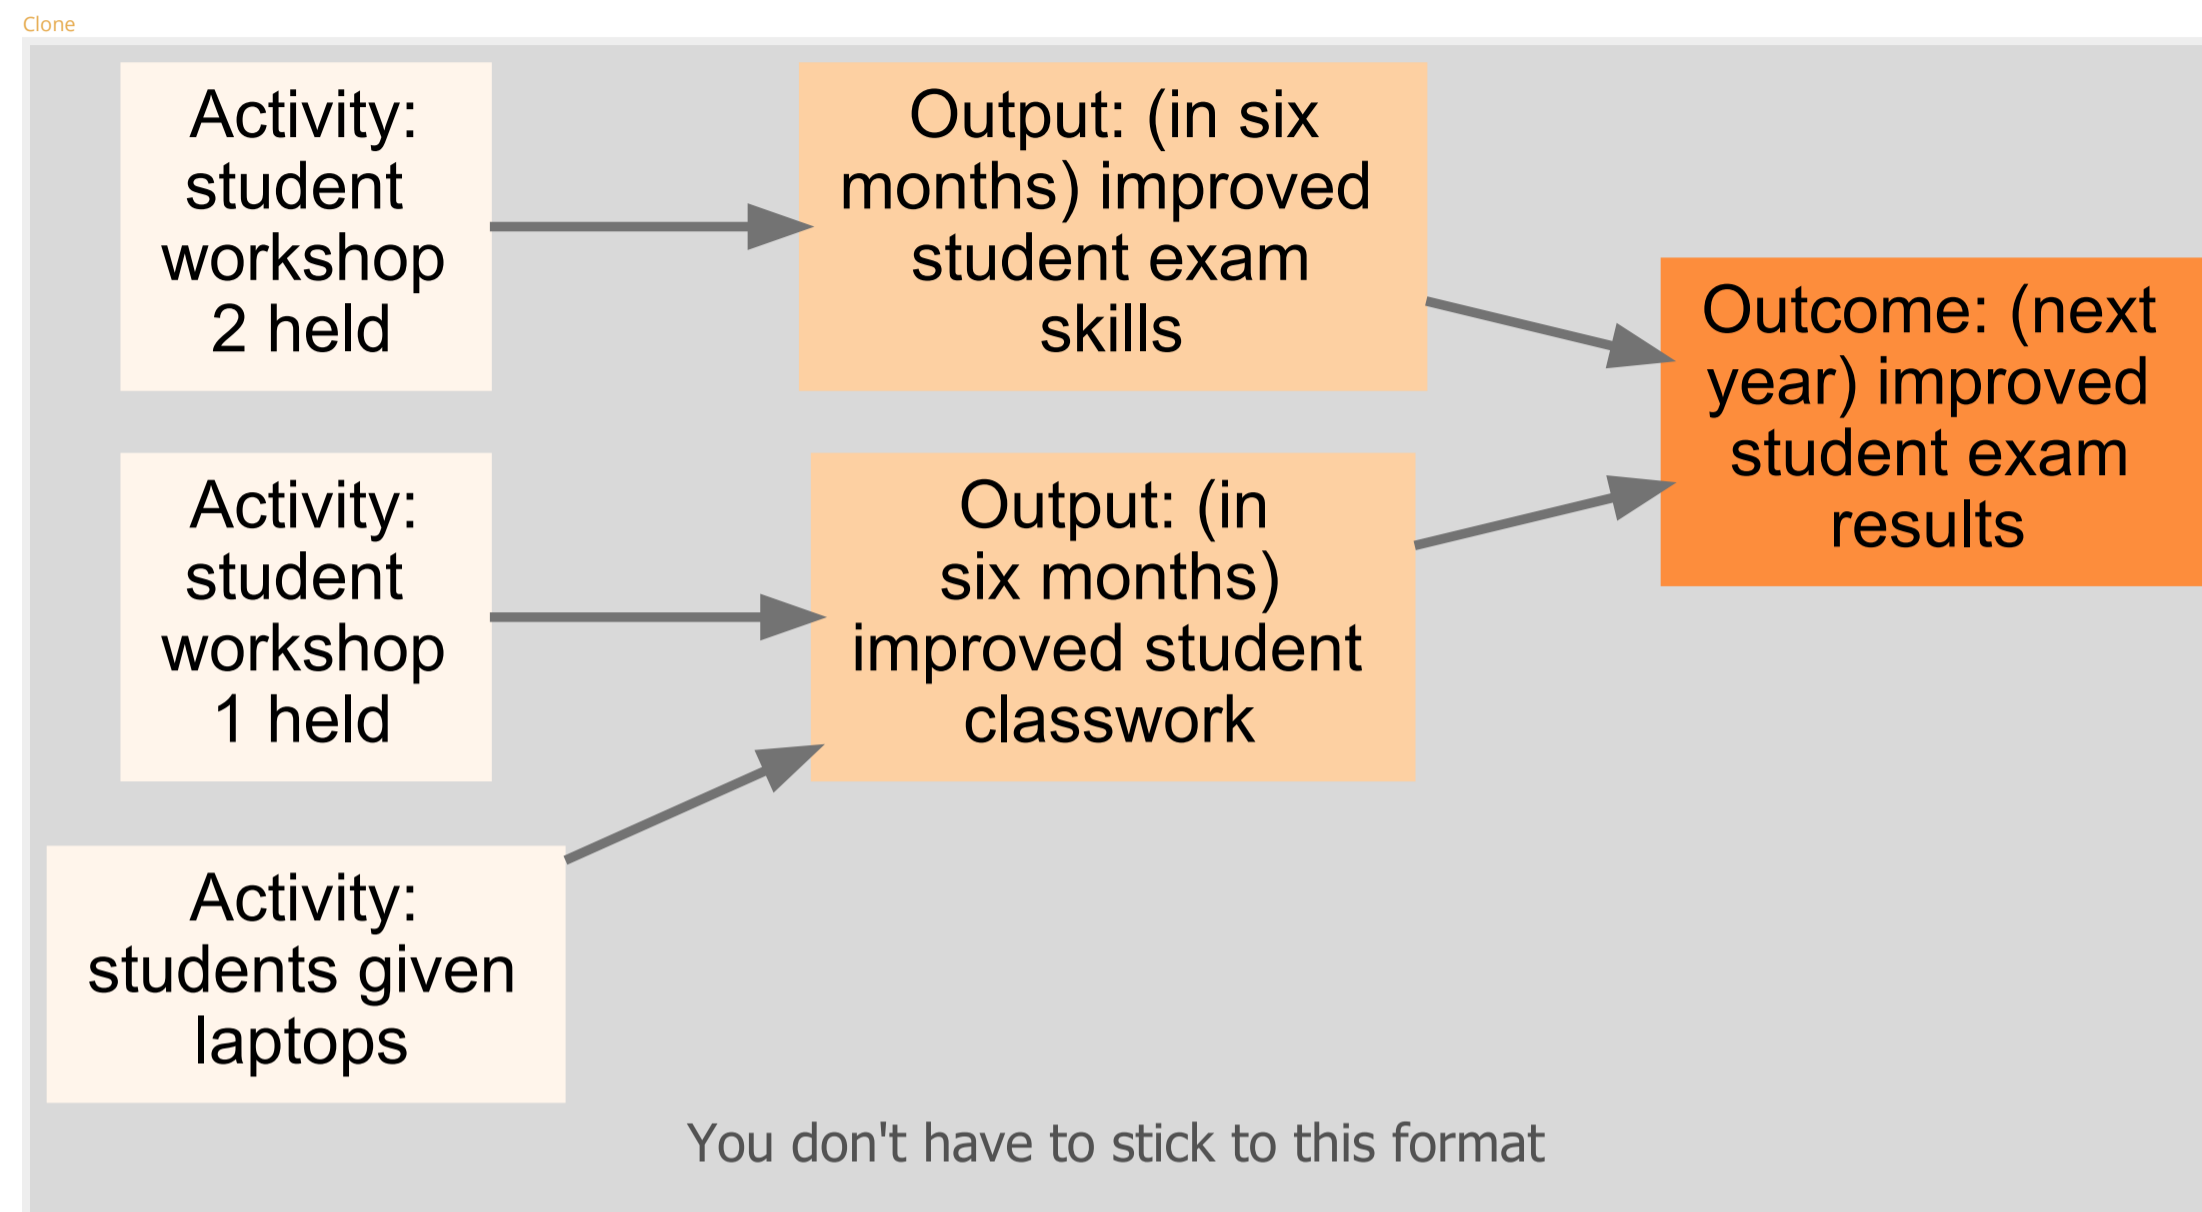 Clone
Activity:
student
workshop
2 held
Output: (in six
months) improved
student exam
skills
Outcome: (next
year) improved
student exam
results
Activity:
student
workshop
1 held
Output: (in
six months)
improved student
classwork
Activity:
students given
laptops
You don't have to stick to this format